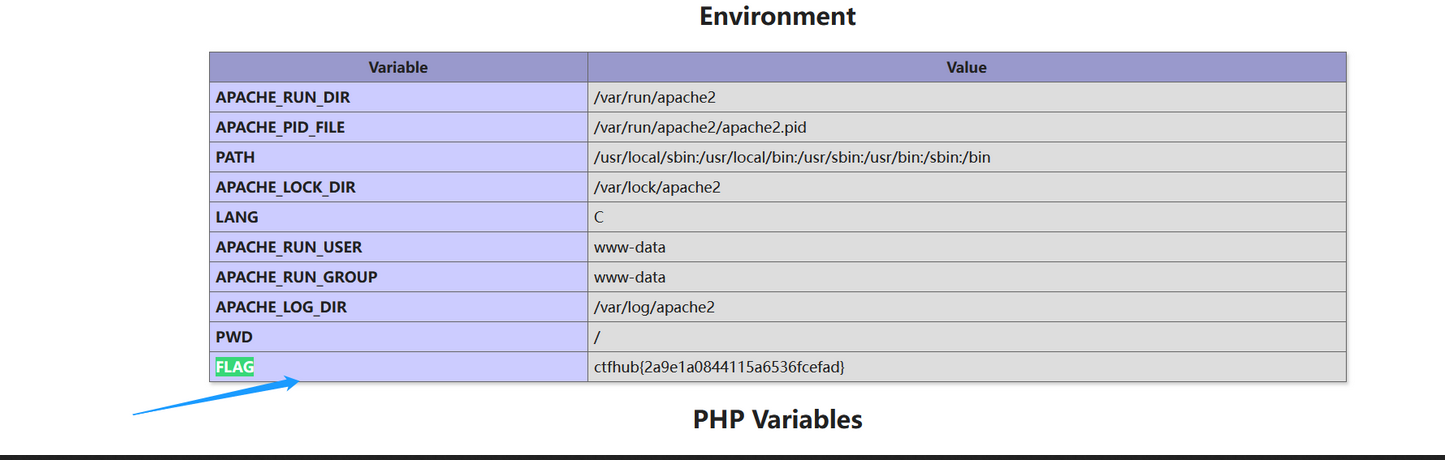 Environment
Variable Value
APACHE_RUN_DIR /var/run/apache2
APACHE_PID_FILE /var/run/apache2/apache2.pid
PATH /usr/local/sbin:/usr/local/bin:/usr/sbin:/usr/bin:/sbin:/bin
APACHE_LOCK_DIR /var/lock/apache2
LANG C
APACHE_RUN_USER www-data
APACHE_RUN_GROUP www-data
APACHE_LOG_DIR /var/log/apache2
PWD /
FLAG ctfhub{2a9e1a0844115a6536fcefad}
PHP Variables